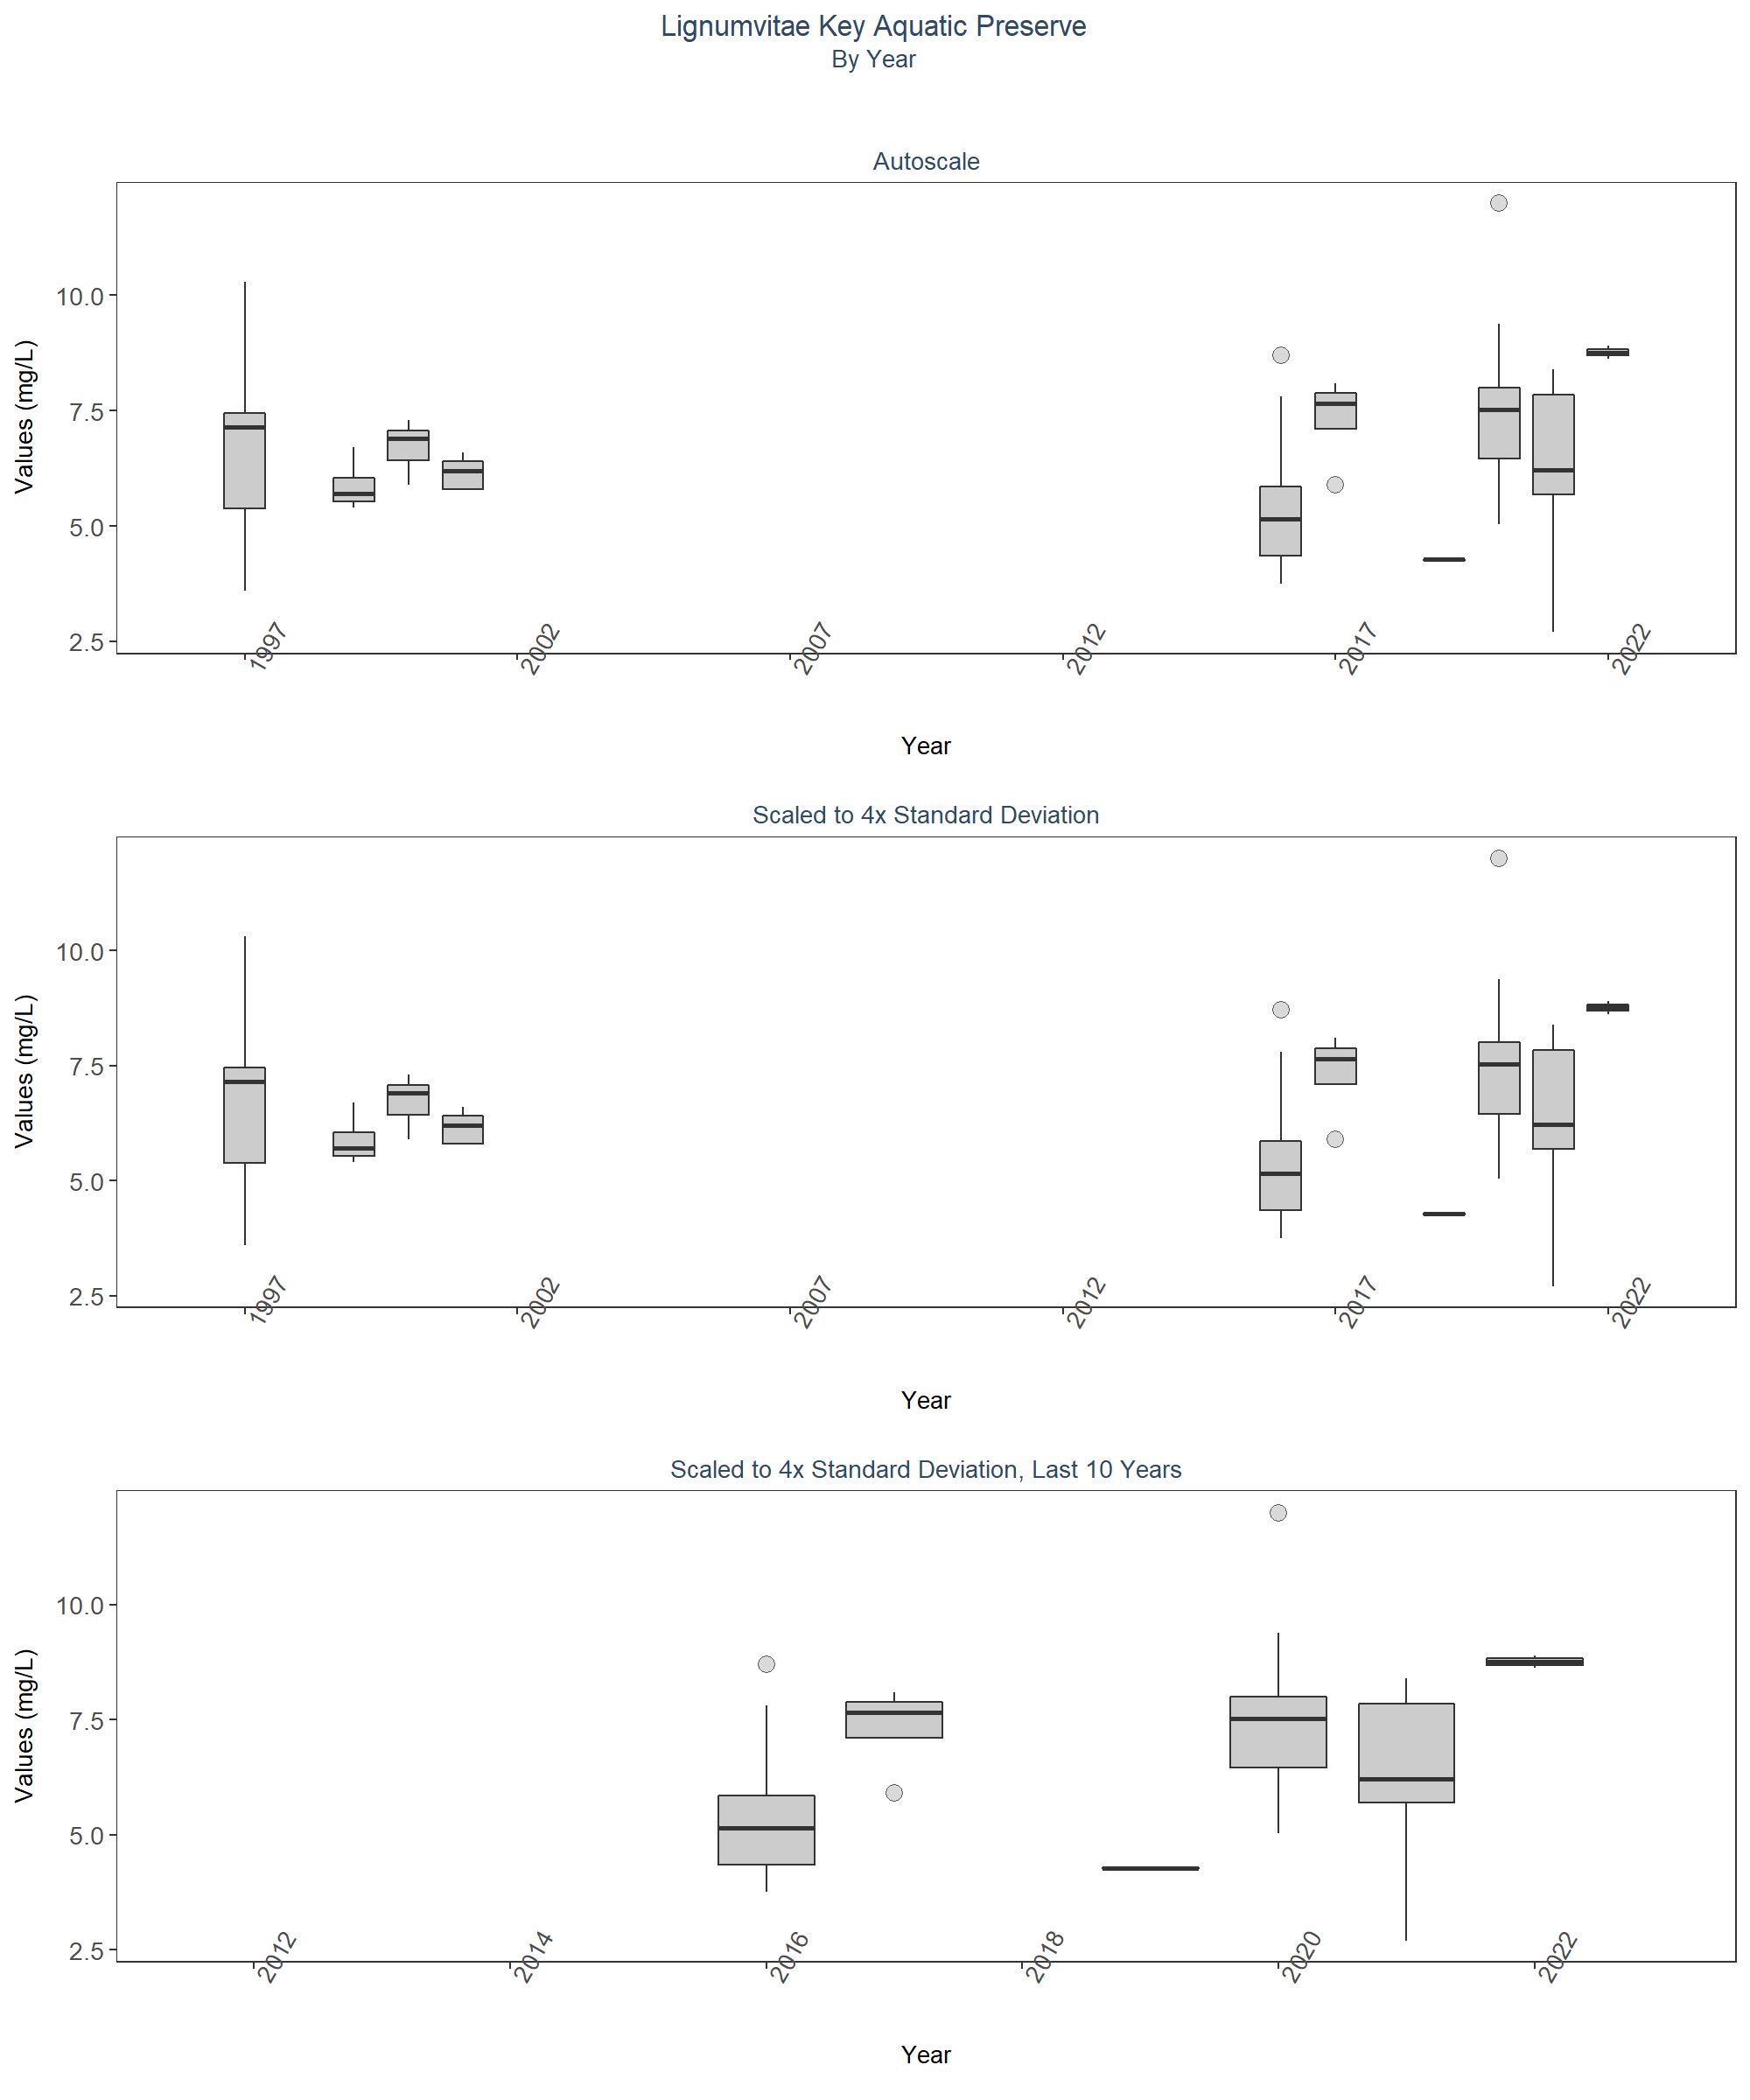 Lignumvitae Key Aquatic Preserve
By Year
Autoscale
Values (mg/L)
10.0
7.5
5.0
2.5
1997
2002
2007
2012
2017
2022
Year
Scaled to 4x Standard Deviation
Values (mg/L)
10.0
7.5
5.0
2.5
1997
2002
2007
2012
2017
2022
Year
Scaled to 4x Standard Deviation, Last 10 Years
Values (mg/L)
10.0
7.5
5.0
2.5
2012
2014
2016
2018
2020
2022
Year